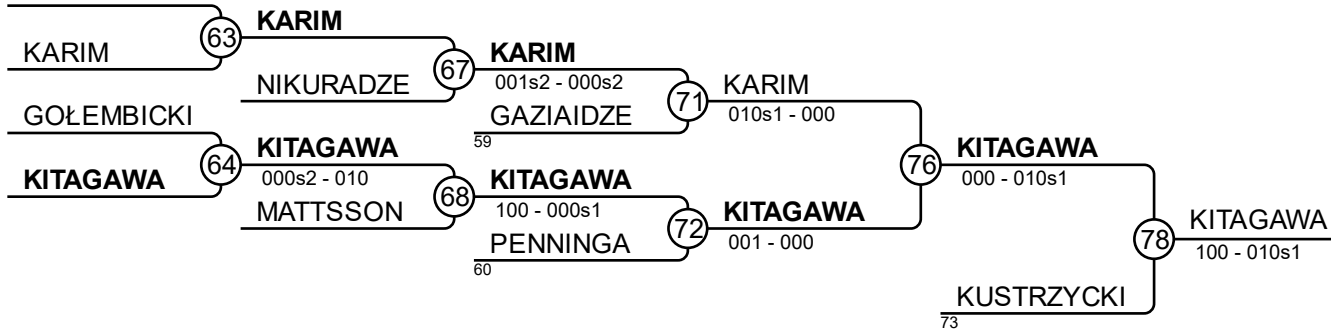 63
KARIM
KARIM
67
KARIM
001s2 - 000s2
NIKURADZE
71
KARIM
010s1 - 000
GAZIAIDZE
59
GOŁEMBICKI
64
KITAGAWA
000s2 - 010
KITAGAWA
68
KITAGAWA
100 - 000s1
MATTSSON
72
KITAGAWA
001 - 000
PENNINGA
60
76
KITAGAWA
000 - 010s1
78
KITAGAWA
100 - 010s1
KUSTRZYCKI
73